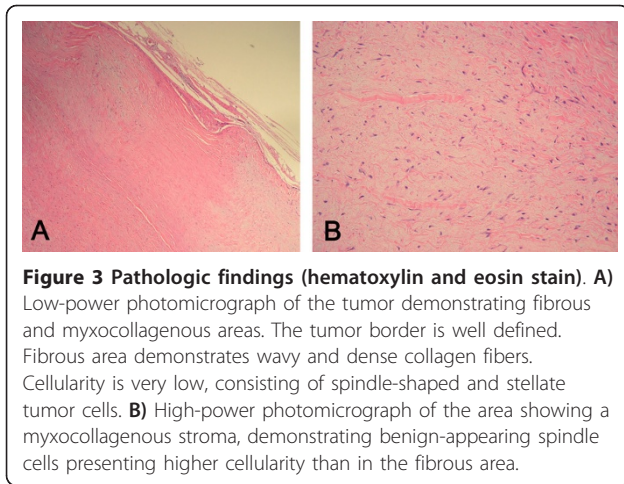 A
B
Figure 3 Pathologic findings (hematoxylin and eosin stain). A)
Low-power photomicrograph of the tumor demonstrating fibrous
and myxocollagenous areas. The tumor border is well defined.
Fibrous area demonstrates wavy and dense collagen fibers.
Cellularity is very low, consisting of spindle-shaped and stellate
tumor cells. B) High-power photomicrograph of the area showing a
myxocollagenous stroma, demonstrating benign-appearing spindle
cells presenting higher cellularity than in the fibrous area.